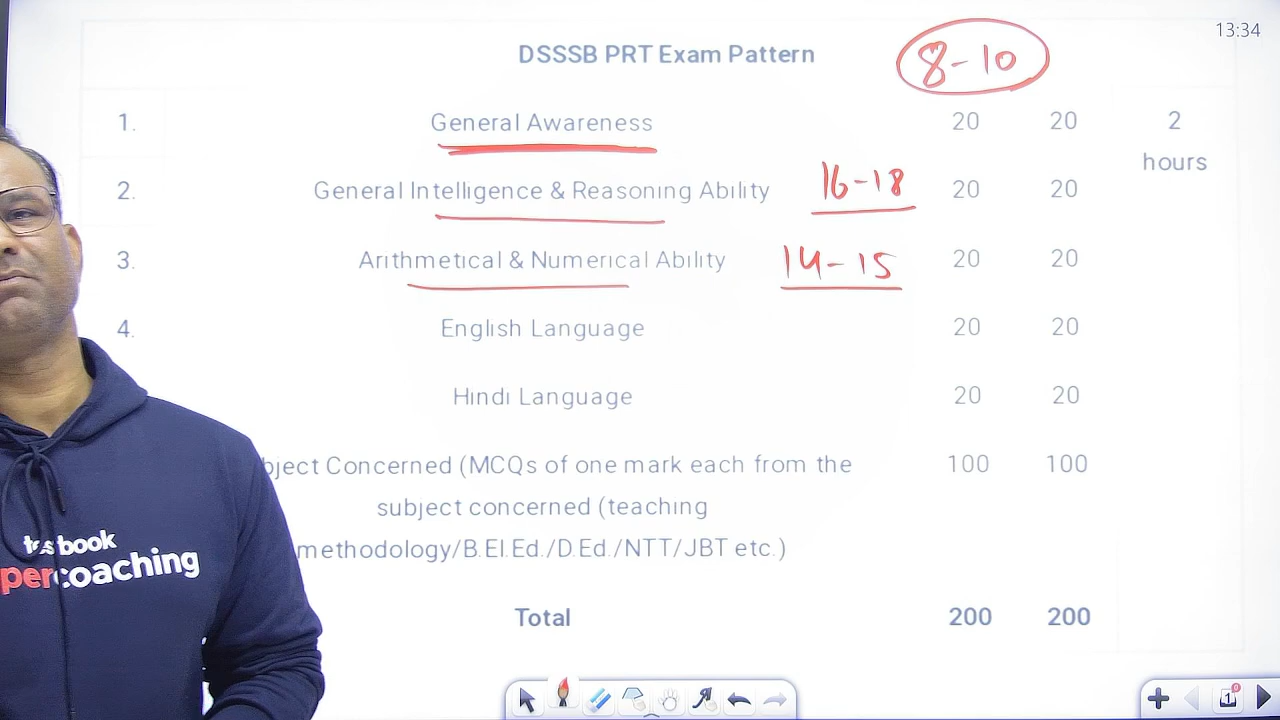 13:34
DSSSB PRT Exam Pattern 8-10
1. General Awareness 20 20 2
hours
2. General Intelligence & Reasoning Ability 16-18 20 20
3. Arithmetical & Numerical Ability 14-15 20 20
4. English Language 20 20
Hindi Language 20 20
bject Concerned (MCQs of one mark each from the 100 100
subject concerned (teaching
methodology/B.El.Ed./D.Ed./NTT/JBT etc.)
Total 200 200
book
percoaching
1